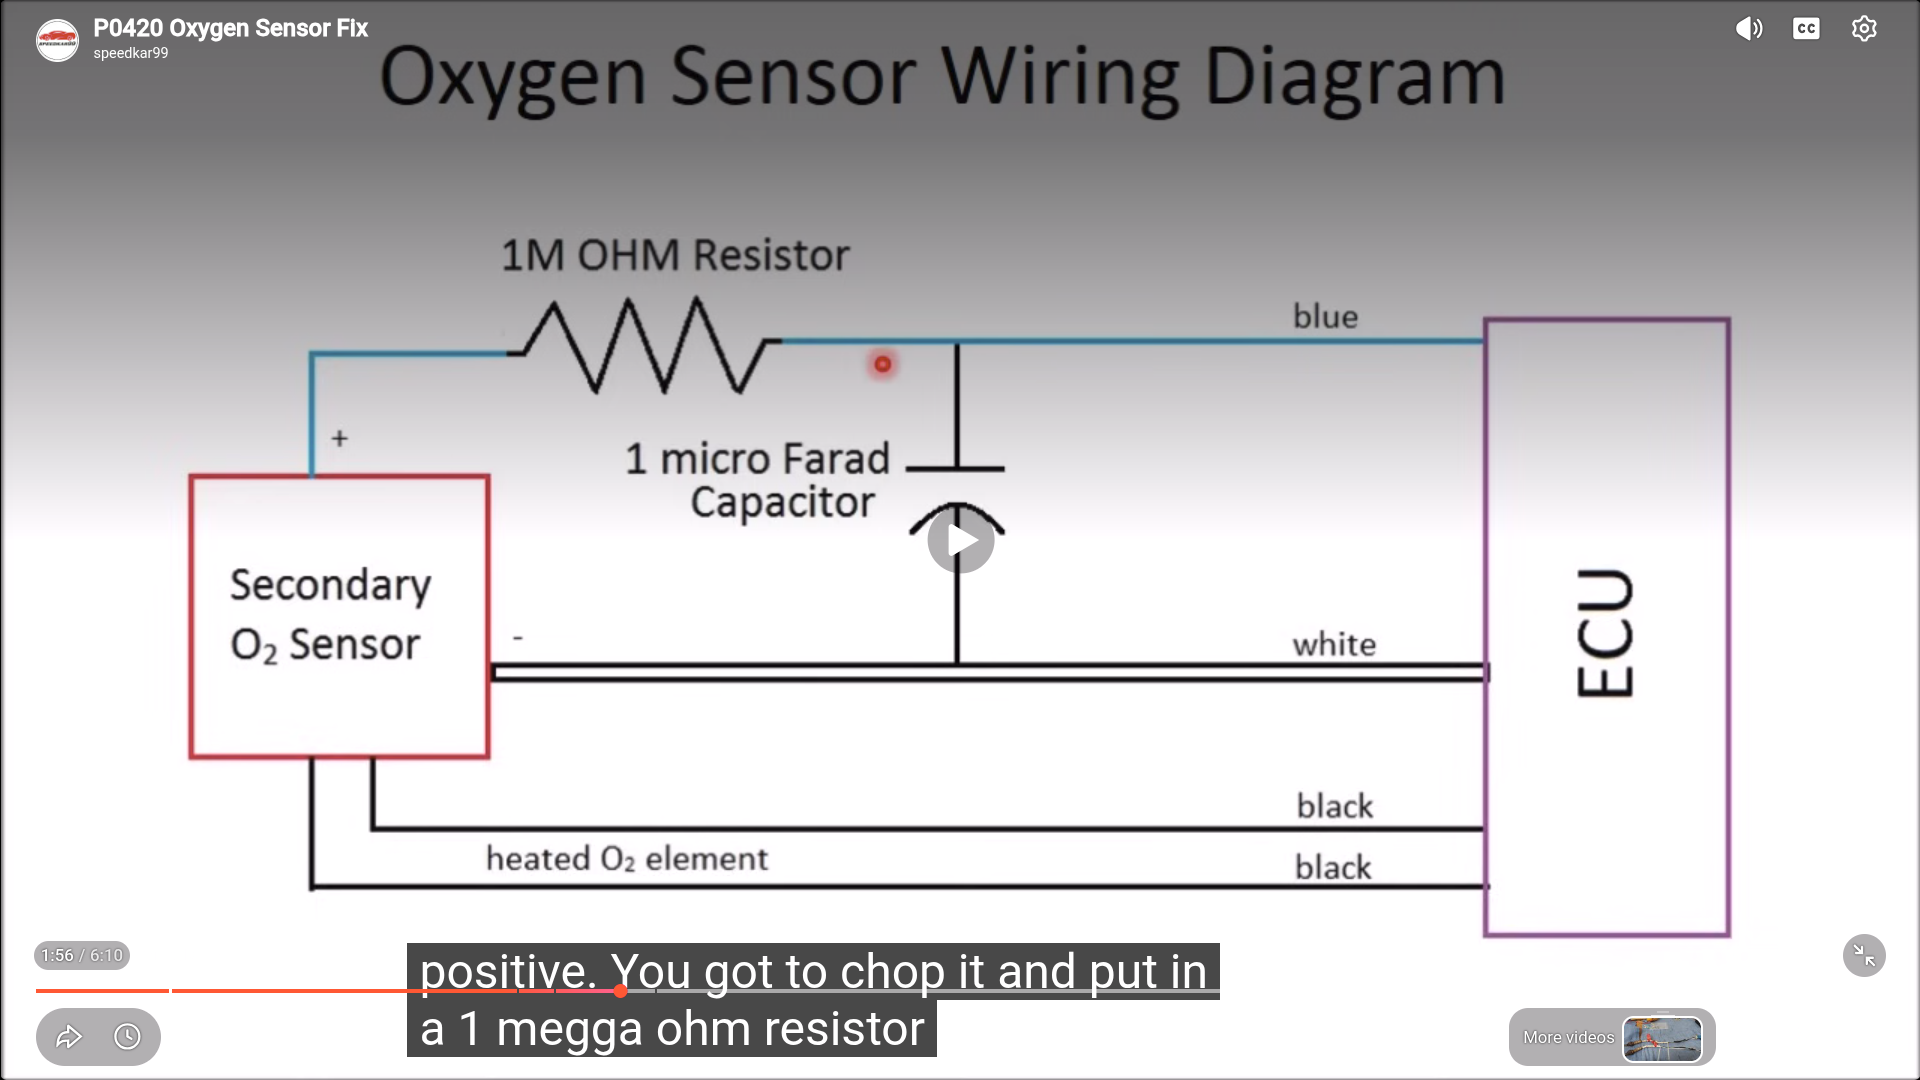 P0420 Oxygen Sensor Fix
speedkar99
CC
Oxygen Sensor Wiring Diagram
1M OHM Resistor
blue
+
1 micro Farad
Capacitor
Secondary
O₂ Sensor
-
white
ECU
black
heated O₂ element
black
1:56 / 6:10
positive. You got to chop it and put in
a 1 megga ohm resistor
More videos